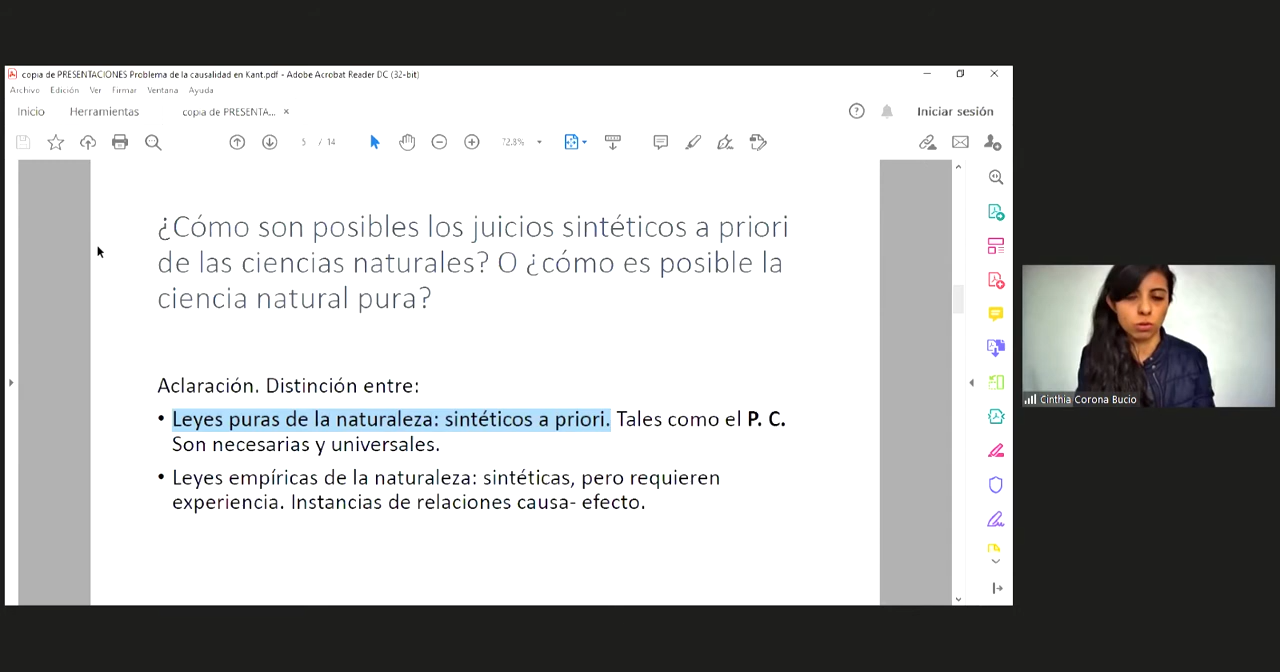 copia de PRESENTACIONES Problema de la causalidad en Kant.pdf - Adobe Acrobat Reader DC (32-bit)
Archivo Edición Ver Firmar Ventana Ayuda
Inicio Herramientas copia de PRESENTA... × Iniciar sesión
5 / 14 72.8%
¿Cómo son posibles los juicios sintéticos a priori
de las ciencias naturales? O ¿cómo es posible la
ciencia natural pura?
Aclaración. Distinción entre:
• Leyes puras de la naturaleza: sintéticos a priori. Tales como el P. C.
Son necesarias y universales.
• Leyes empíricas de la naturaleza: sintéticas, pero requieren
experiencia. Instancias de relaciones causa- efecto.
Cinthia Corona Bucio